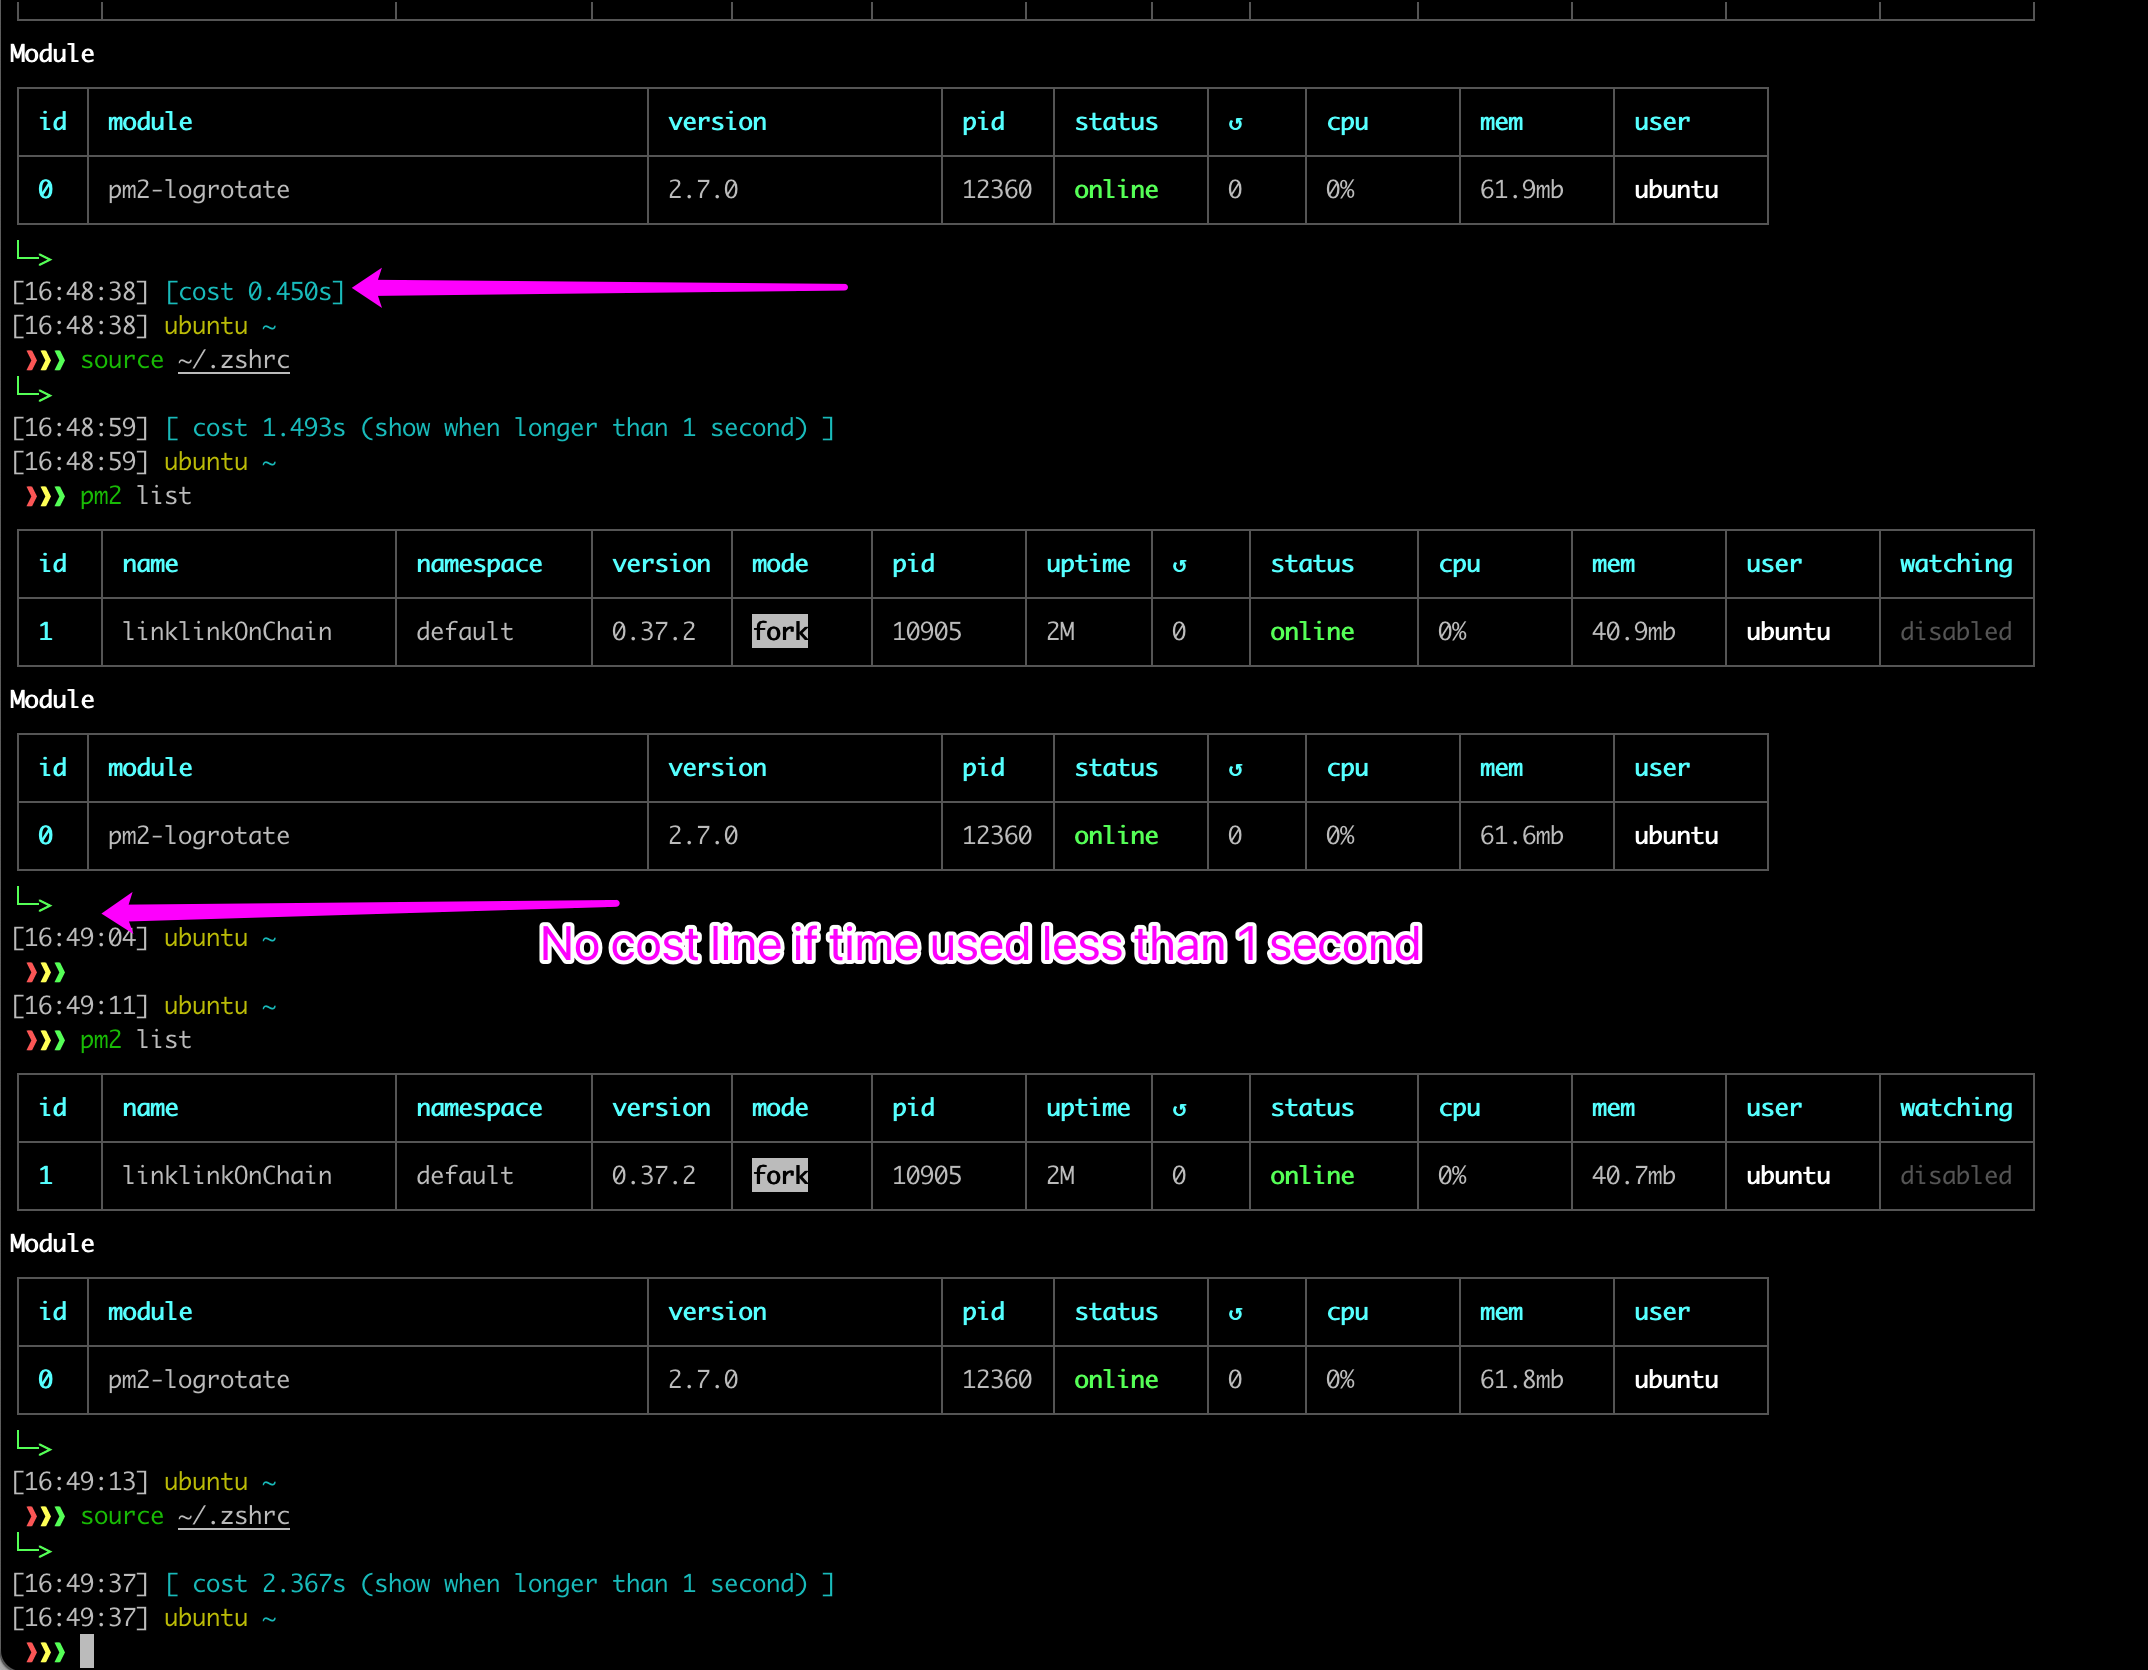 Module
id module version pid status ↺ cpu mem user
0 pm2-logrotate 2.7.0 12360 online 0 0% 61.9mb ubuntu
└─>
[16:48:38] [cost 0.450s]
[16:48:38] ubuntu ~
❱❱❱ source ~/.zshrc
└─>
[16:48:59] [ cost 1.493s (show when longer than 1 second) ]
[16:48:59] ubuntu ~
❱❱❱ pm2 list
id name namespace version mode pid uptime ↺ status cpu mem user watching
1 linklinkOnChain default 0.37.2 fork 10905 2M 0 online 0% 40.9mb ubuntu disabled
Module
id module version pid status ↺ cpu mem user
0 pm2-logrotate 2.7.0 12360 online 0 0% 61.6mb ubuntu
└─>
[16:49:04] ubuntu ~
No cost line if time used less than 1 second
❱❱❱
[16:49:11] ubuntu ~
❱❱❱ pm2 list
id name namespace version mode pid uptime ↺ status cpu mem user watching
1 linklinkOnChain default 0.37.2 fork 10905 2M 0 online 0% 40.7mb ubuntu disabled
Module
id module version pid status ↺ cpu mem user
0 pm2-logrotate 2.7.0 12360 online 0 0% 61.8mb ubuntu
└─>
[16:49:13] ubuntu ~
❱❱❱ source ~/.zshrc
└─>
[16:49:37] [ cost 2.367s (show when longer than 1 second) ]
[16:49:37] ubuntu ~
❱❱❱